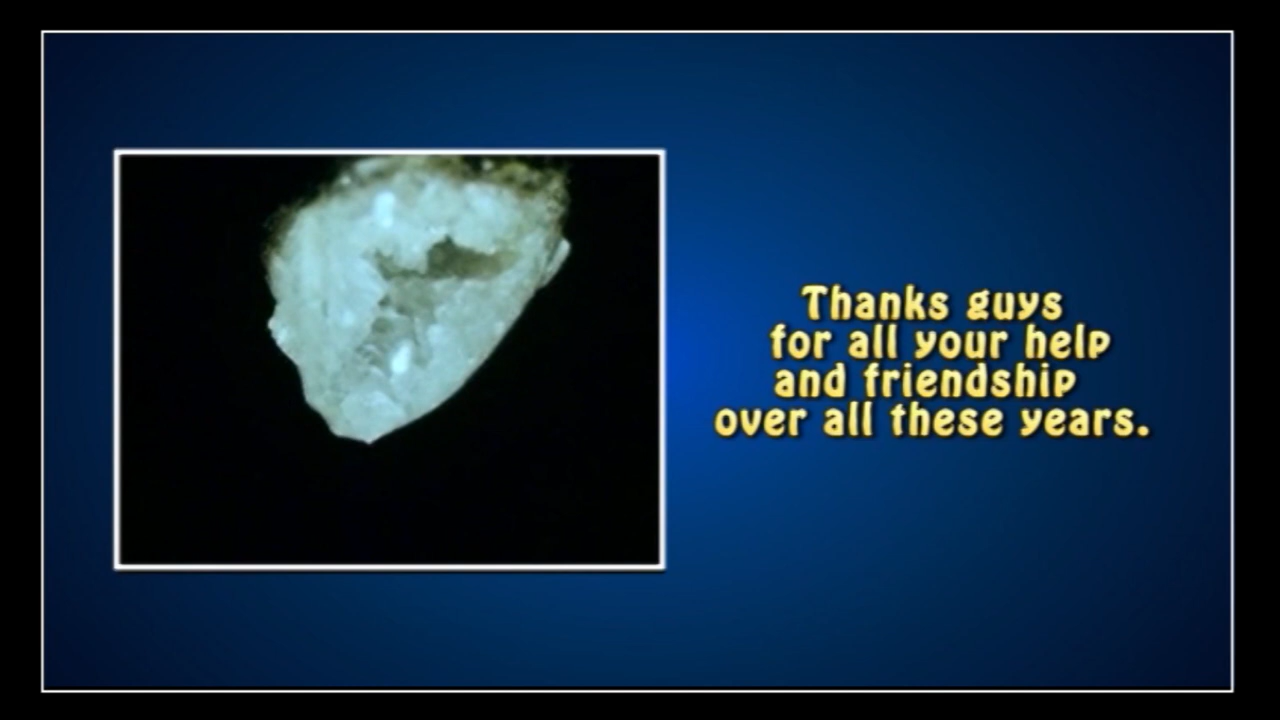 Thanks guys
for all your help
and friendship
over all these years.